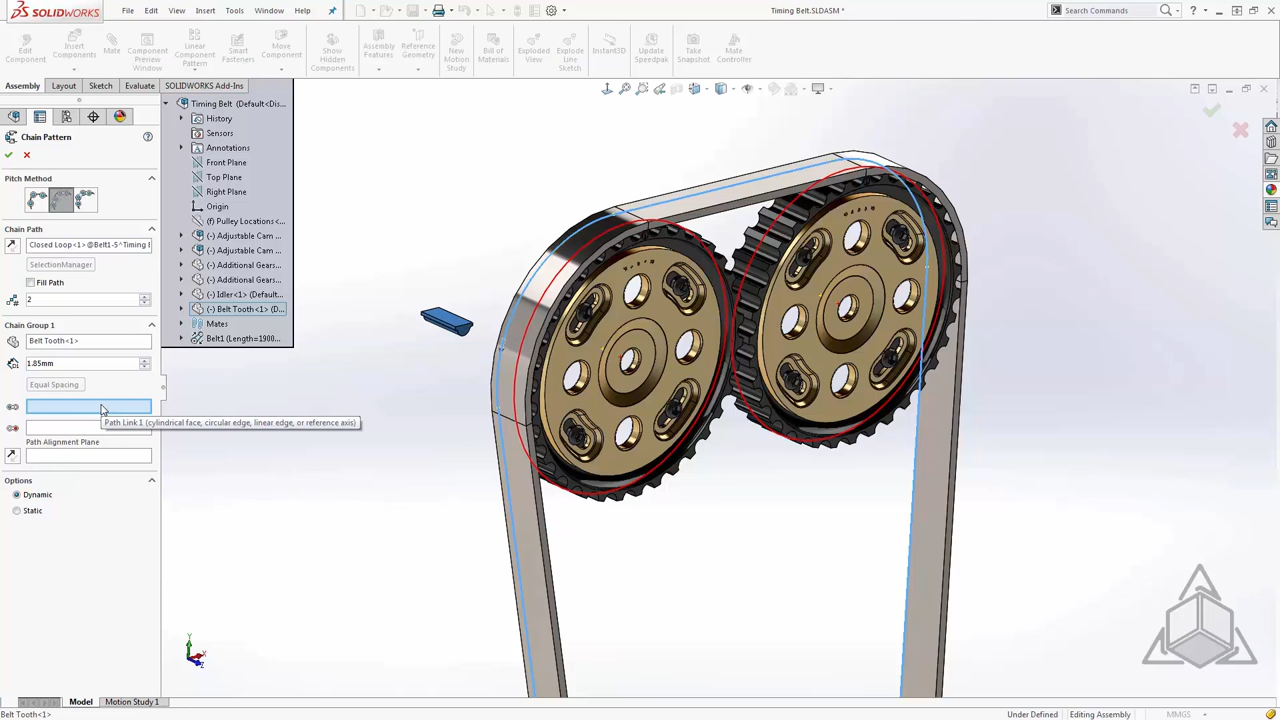 SOLIDWORKS File Edit View Insert Tools Window Help Timing Belt.SLDASM * Search Commands
Edit Component
Insert Components
Mate
Component Preview Window
Linear Component Pattern
Smart Fasteners
Move Component
Show Hidden Components
Assembly Features
Reference Geometry
New Motion Study
Bill of Materials
Exploded View
Explode Line Sketch
Instant3D
Update Speedpak
Take Snapshot
Mate Controller
Assembly Layout Sketch Evaluate SOLIDWORKS Add-Ins
Chain Pattern
Pitch Method
Chain Path
Closed Loop<1>@Belt1-5^Timing B
SelectionManager
Fill Path
2
Chain Group 1
Belt Tooth<1>
1.85mm
Equal Spacing
Path Link 1 (cylindrical face, circular edge, linear edge, or reference axis)
Path Alignment Plane
Options
Dynamic
Static
Timing Belt (Default<Dis...
History
Sensors
Annotations
Front Plane
Top Plane
Right Plane
Origin
(f) Pulley Locations<...
(-) Adjustable Cam
(-) Adjustable Cam
(-) Additional Gears...
(-) Additional Gears...
(-) Idler<1> (Default...
(-) Belt Tooth<1> (D...
Mates
Belt1 (Length=1900...
Y
X
Z
Model Motion Study 1
Belt Tooth<1> Under Defined Editing Assembly MMGS